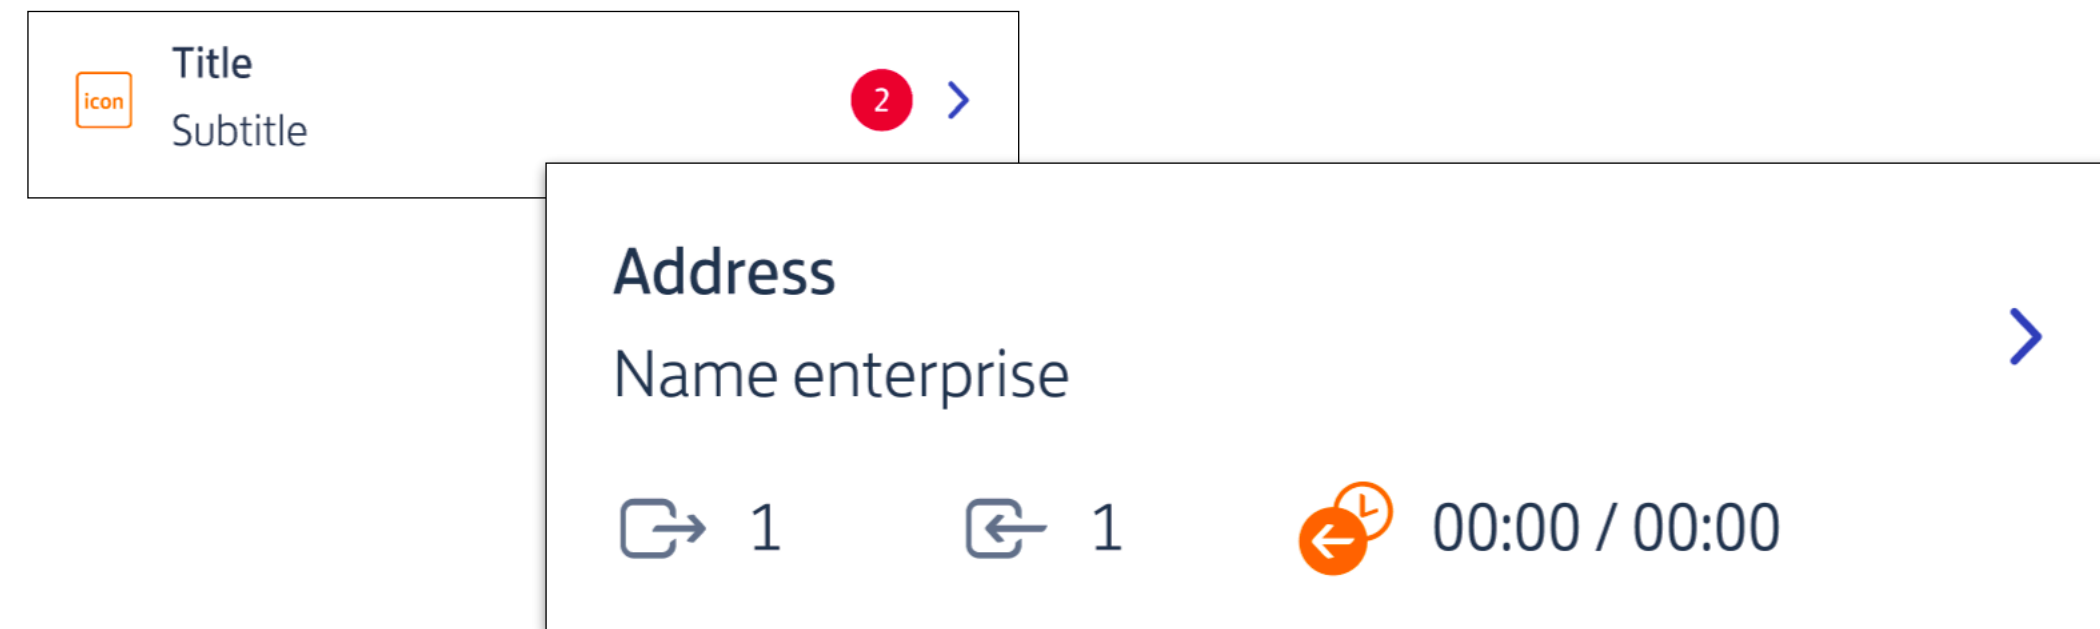 Title
icon
Subtitle
2
Address
Name enterprise
1 1 00:00 / 00:00